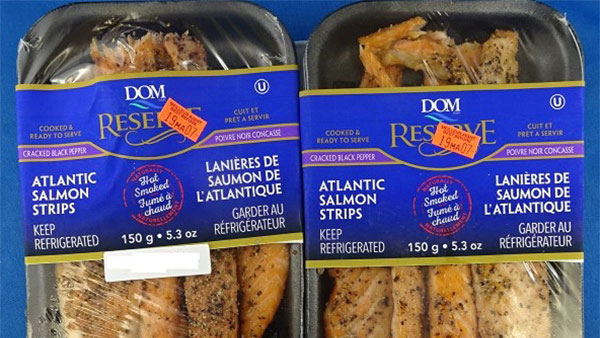 DOM
RESERVE
19MA07
U
COOKED &
READY TO SERVE
CUIT ET
PRÊT À SERVIR
CRACKED BLACK PEPPER
POIVRE NOIR CONCASSÉ
ATLANTIC
SALMON
STRIPS
KEEP
REFRIGERATED
NATURALLY
Hot
Smoked
Fumé à
chaud
NATURELLEMENT
LANIÈRES DE
SAUMON DE
L'ATLANTIQUE
GARDER AU
RÉFRIGÉRATEUR
150 g • 5.3 oz
DOM
RESERVE
19MA07
U
COOKED &
READY TO SERVE
CUIT ET
PRÊT À SERVIR
CRACKED BLACK PEPPER
POIVRE NOIR CONCASSÉ
ATLANTIC
SALMON
STRIPS
KEEP
REFRIGERATED
NATURALLY
Hot
Smoked
Fumé à
chaud
NATURELLEMENT
LANIÈRES DE
SAUMON DE
L'ATLANTIQUE
GARDER AU
RÉFRIGÉRATEUR
150 g • 5.3 oz